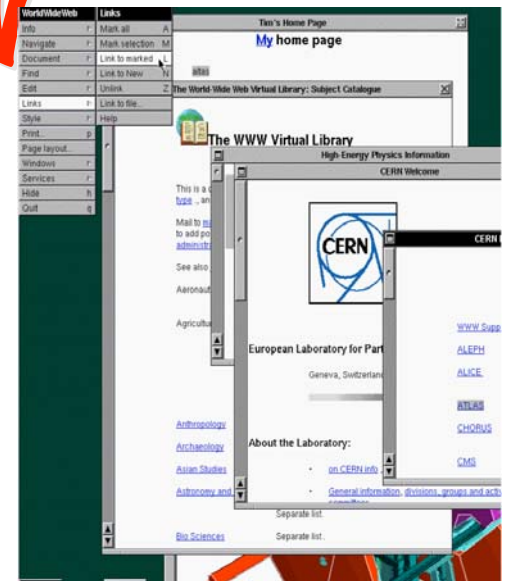 WorldWideWeb
Info
Navigate
Document
Find
Edit
Links
Style
Print... p
Page layout...
Windows
Services
Hide h
Quit q
Links
Mark all A
Mark selection M
Link to marked L
Link to New N
Unlink Z
Link to file...
Help
Tim's Home Page
My home page
atlas
The World-Wide Web Virtual Library: Subject Catalogue
The WWW Virtual Library
This is a
type , an
Mail to
to add po
administr
See also
Aeronaut
Agricultu
Anthropology
Archaeology
Asian Studies
Astronomy and
Separate list.
Bio Sciences Separate list.
High-Energy Physics Information
CERN Welcome
CERN
European Laboratory for Part
Geneva, Switzerlan
About the Laboratory:
· on CERN info
· General information, divisions, groups and activ
CERN
WWW Supp
ALEPH
ALICE
ATLAS
CHORUS
CMS